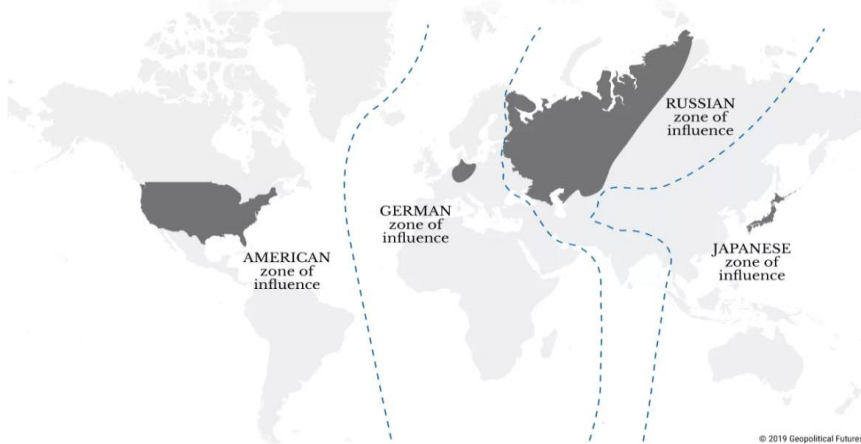 RUSSIAN
zone of
influence
GERMAN
zone of
influence
AMERICAN
zone of
influence
JAPANESE
zone of
influence
© 2019 Geopolitical Futures